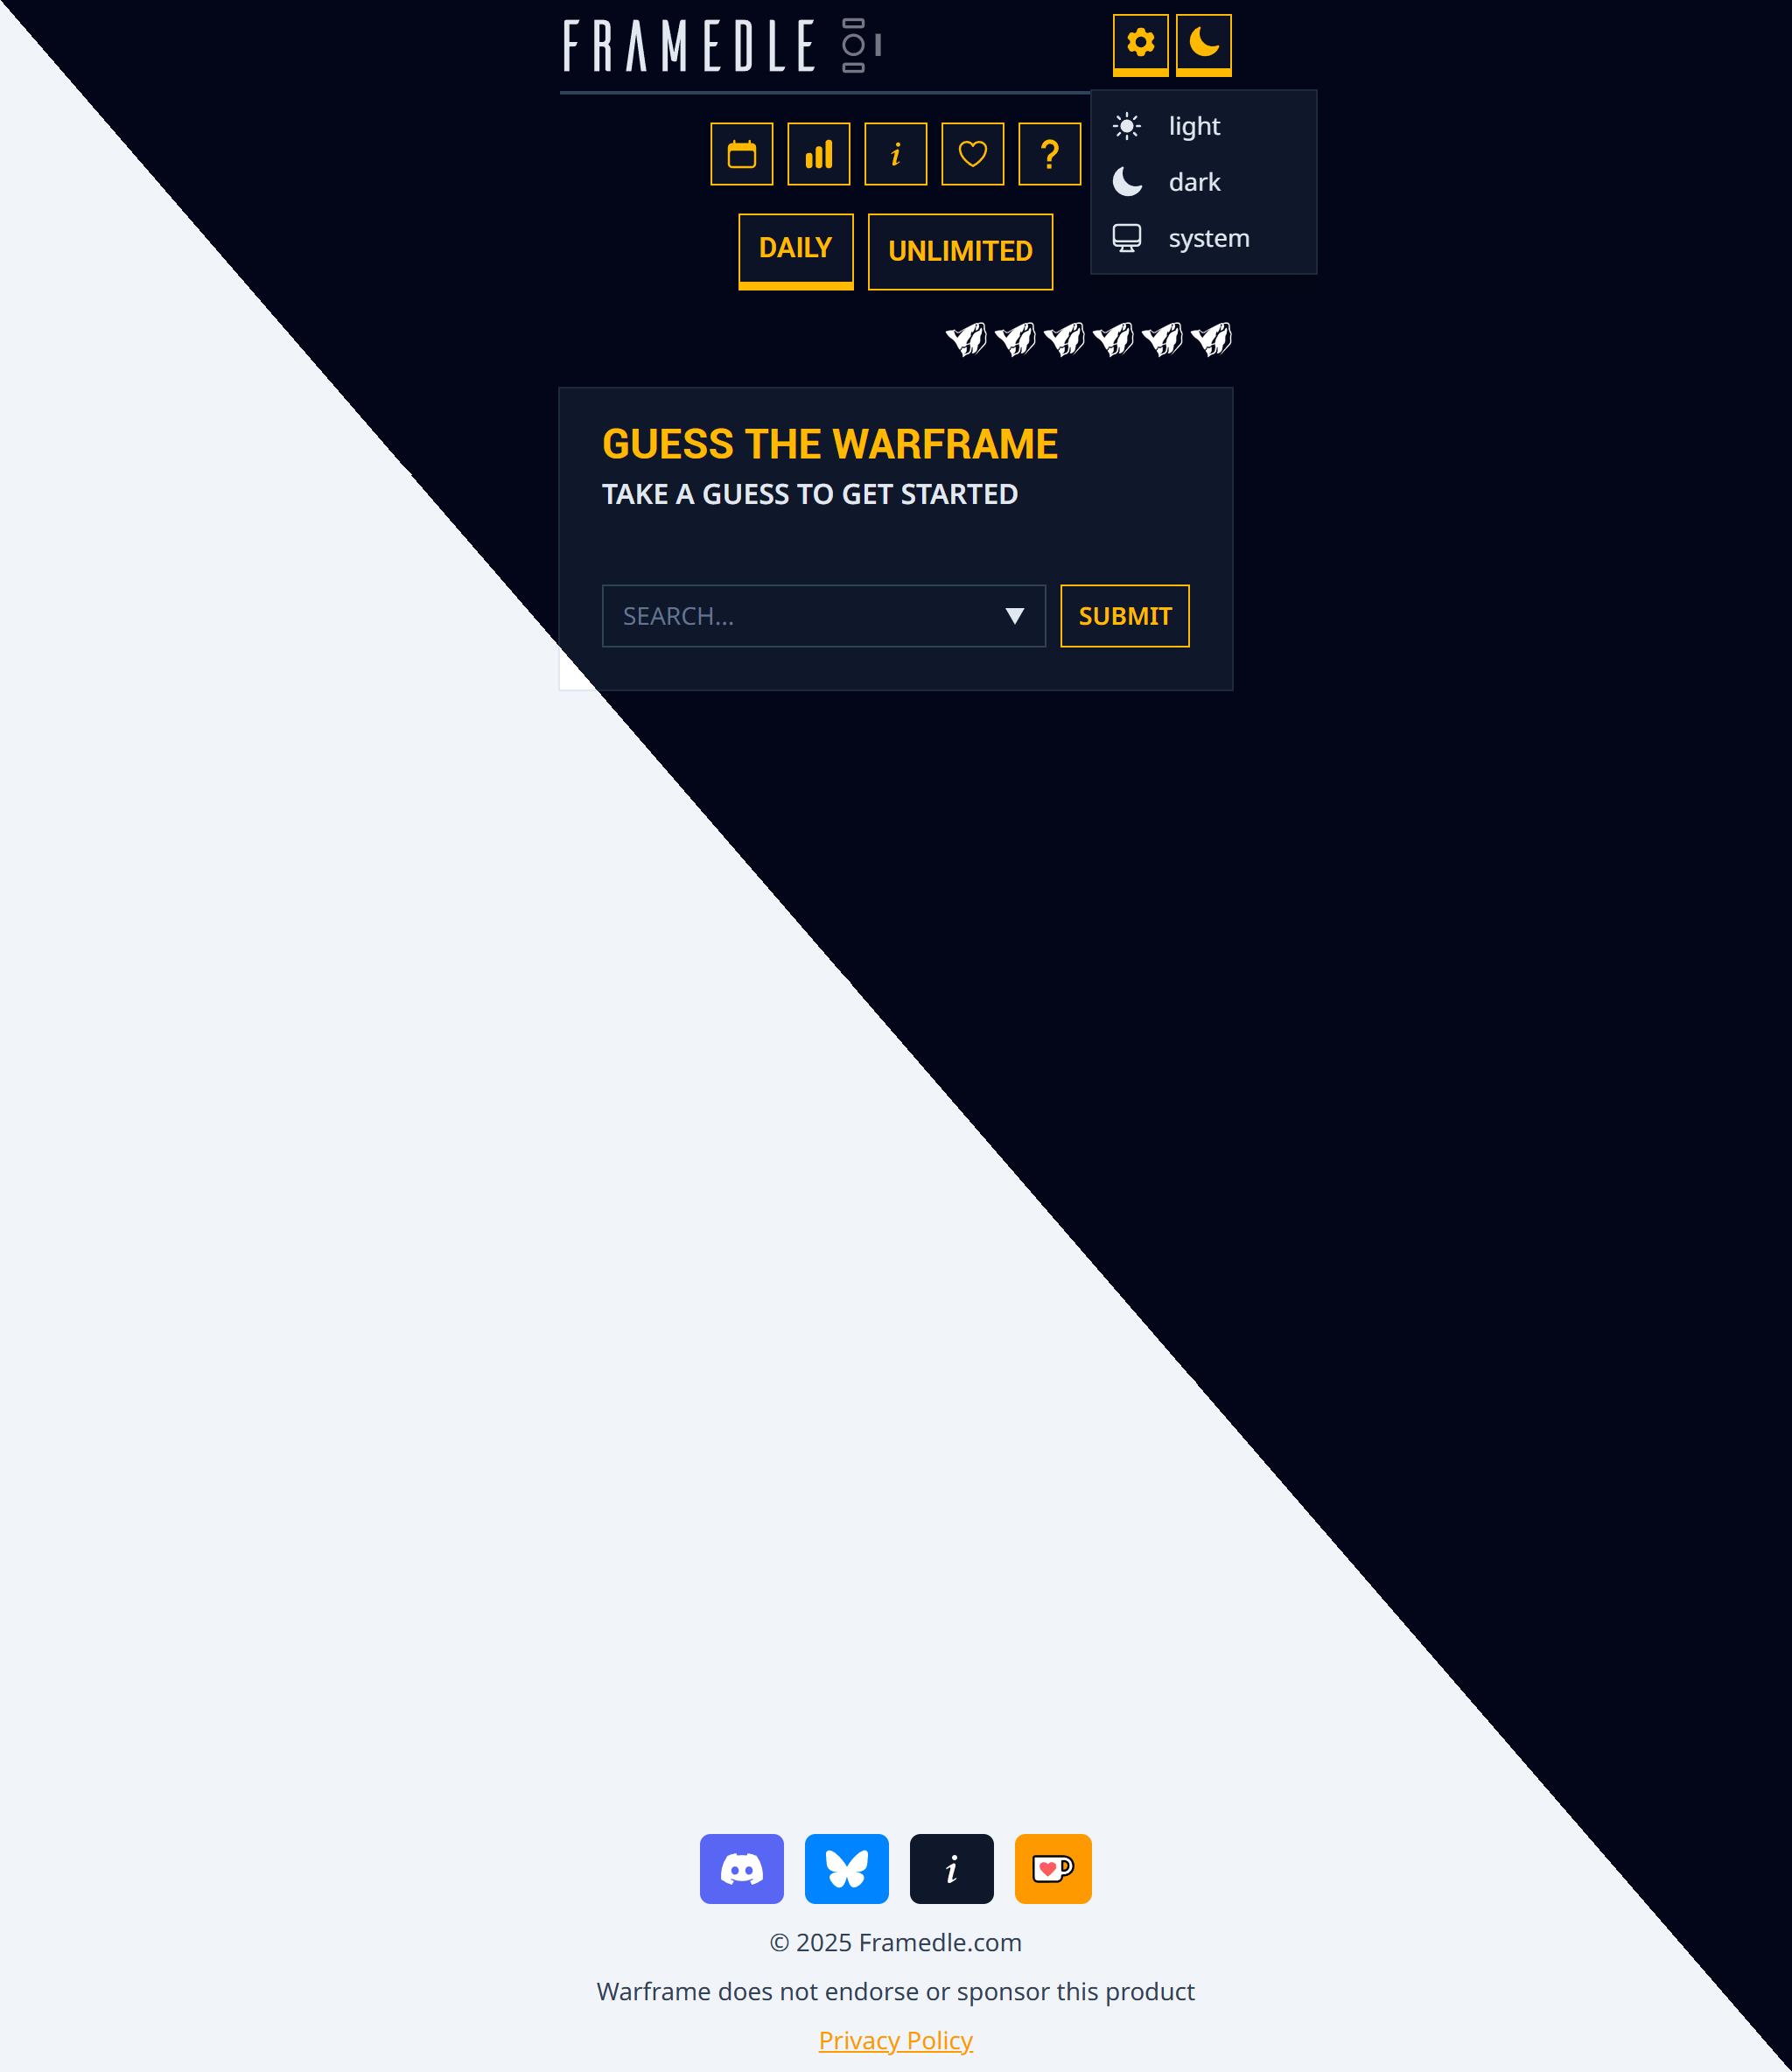 FRAMEDLE
light
dark
system
DAILY
UNLIMITED
GUESS THE WARFRAME
TAKE A GUESS TO GET STARTED
SEARCH...
SUBMIT
© 2025 Framedle.com
Warframe does not endorse or sponsor this product
Privacy Policy